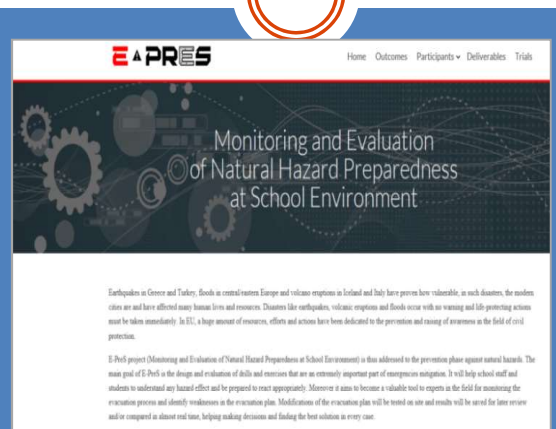 E PRES
Home Outcomes Participants Deliverables Trials
Monitoring and Evaluation
of Natural Hazard Preparedness
at School Environment
Earthquakes in Greece and Turkey, floods in central/eastern Europe and volcano eruptions in Iceland and Italy have proven how vulnerable, in such disasters, the modern
cities are and have affected many human lives and resources. Disasters like earthquakes, volcanic eruptions and floods occur with no warning and life-protecting actions
must be taken immediately. In EU, a huge amount of resources, efforts and actions have been dedicated to the prevention and raising of awareness in the field of civil
protection.
E-PreS project (Monitoring and Evaluation of Natural Hazard Preparedness at School Environment) is thus addressed to the prevention phase against natural hazards. The
main goal of E-PreS is the design and evaluation of drills and exercises that are an extremely important part of emergencies mitigation. It will help school staff and
students to understand any hazard effect and be prepared to react appropriately. Moreover it aims to become a valuable tool to experts in the field for monitoring the
evacuation process and identify weaknesses in the evacuation plan. Modifications of the evacuation plan will be tested on site and results will be saved for later review
and/or compared in almost real time, helping making decisions and finding the best solution in every case.